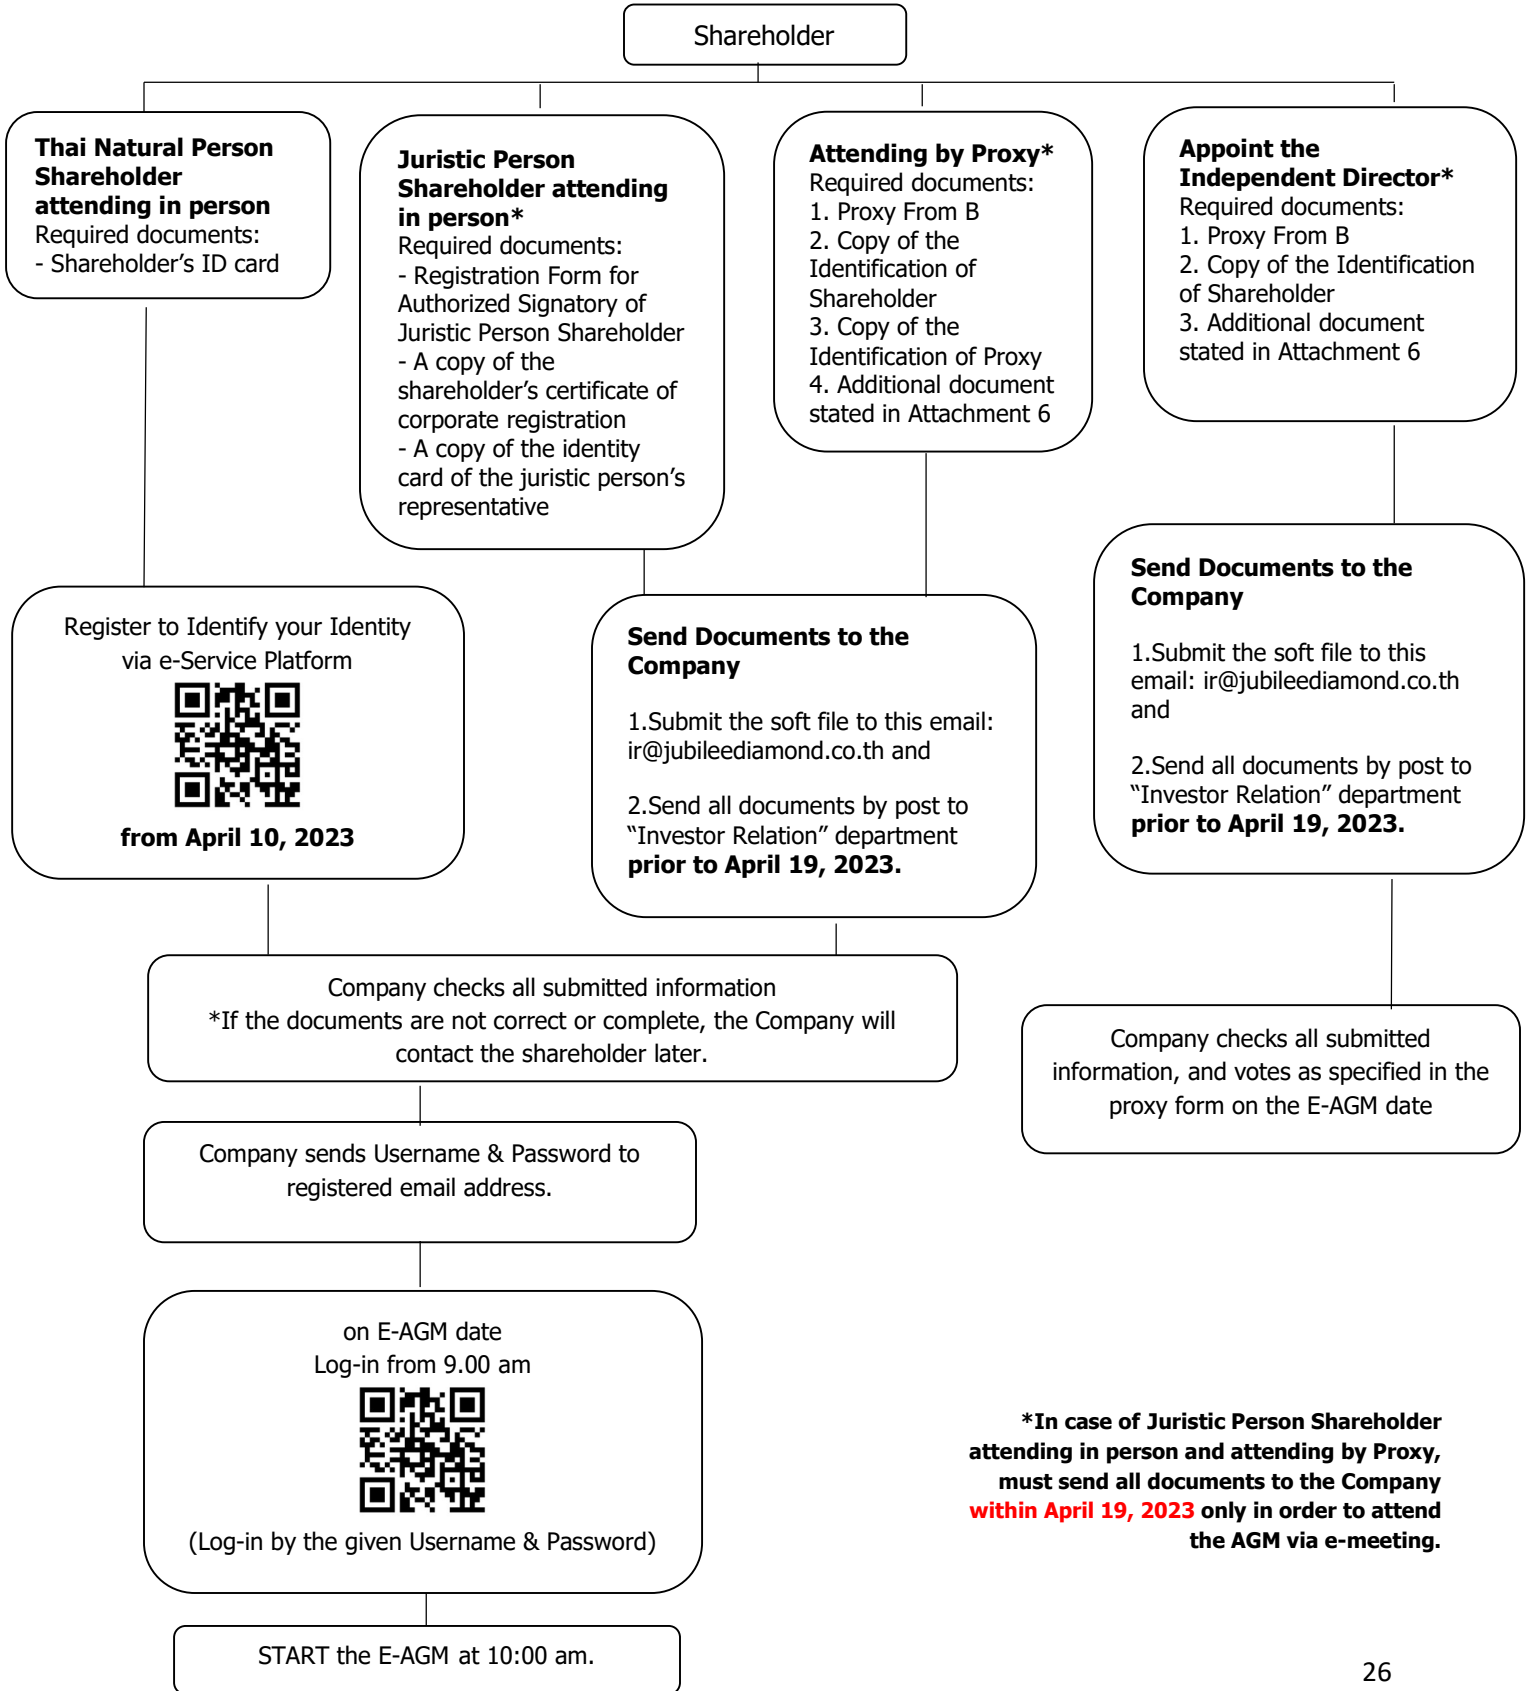 Shareholder
Thai Natural Person
Shareholder
attending in person
Required documents:
- Shareholder’s ID card
Juristic Person
Shareholder attending
in person*
Required documents:
- Registration Form for
Authorized Signatory of
Juristic Person Shareholder
- A copy of the
shareholder’s certificate of
corporate registration
- A copy of the identity
card of the juristic person’s
representative
Attending by Proxy*
Required documents:
1. Proxy From B
2. Copy of the
Identification of
Shareholder
3. Copy of the
Identification of Proxy
4. Additional document
stated in Attachment 6
Appoint the
Independent Director*
Required documents:
1. Proxy From B
2. Copy of the Identification
of Shareholder
3. Additional document
stated in Attachment 6
Register to Identify your Identity
via e-Service Platform
from April 10, 2023
Send Documents to the
Company
1.Submit the soft file to this email:
ir@jubileediamond.co.th and
2.Send all documents by post to
“Investor Relation” department
prior to April 19, 2023.
Send Documents to the
Company
1.Submit the soft file to this
email: ir@jubileediamond.co.th
and
2.Send all documents by post to
“Investor Relation” department
prior to April 19, 2023.
Company checks all submitted information
*If the documents are not correct or complete, the Company will
contact the shareholder later.
Company checks all submitted
information, and votes as specified in the
proxy form on the E-AGM date
Company sends Username & Password to
registered email address.
on E-AGM date
Log-in from 9.00 am
(Log-in by the given Username & Password)
*In case of Juristic Person Shareholder
attending in person and attending by Proxy,
must send all documents to the Company
within April 19, 2023 only in order to attend
the AGM via e-meeting.
START the E-AGM at 10:00 am.
26